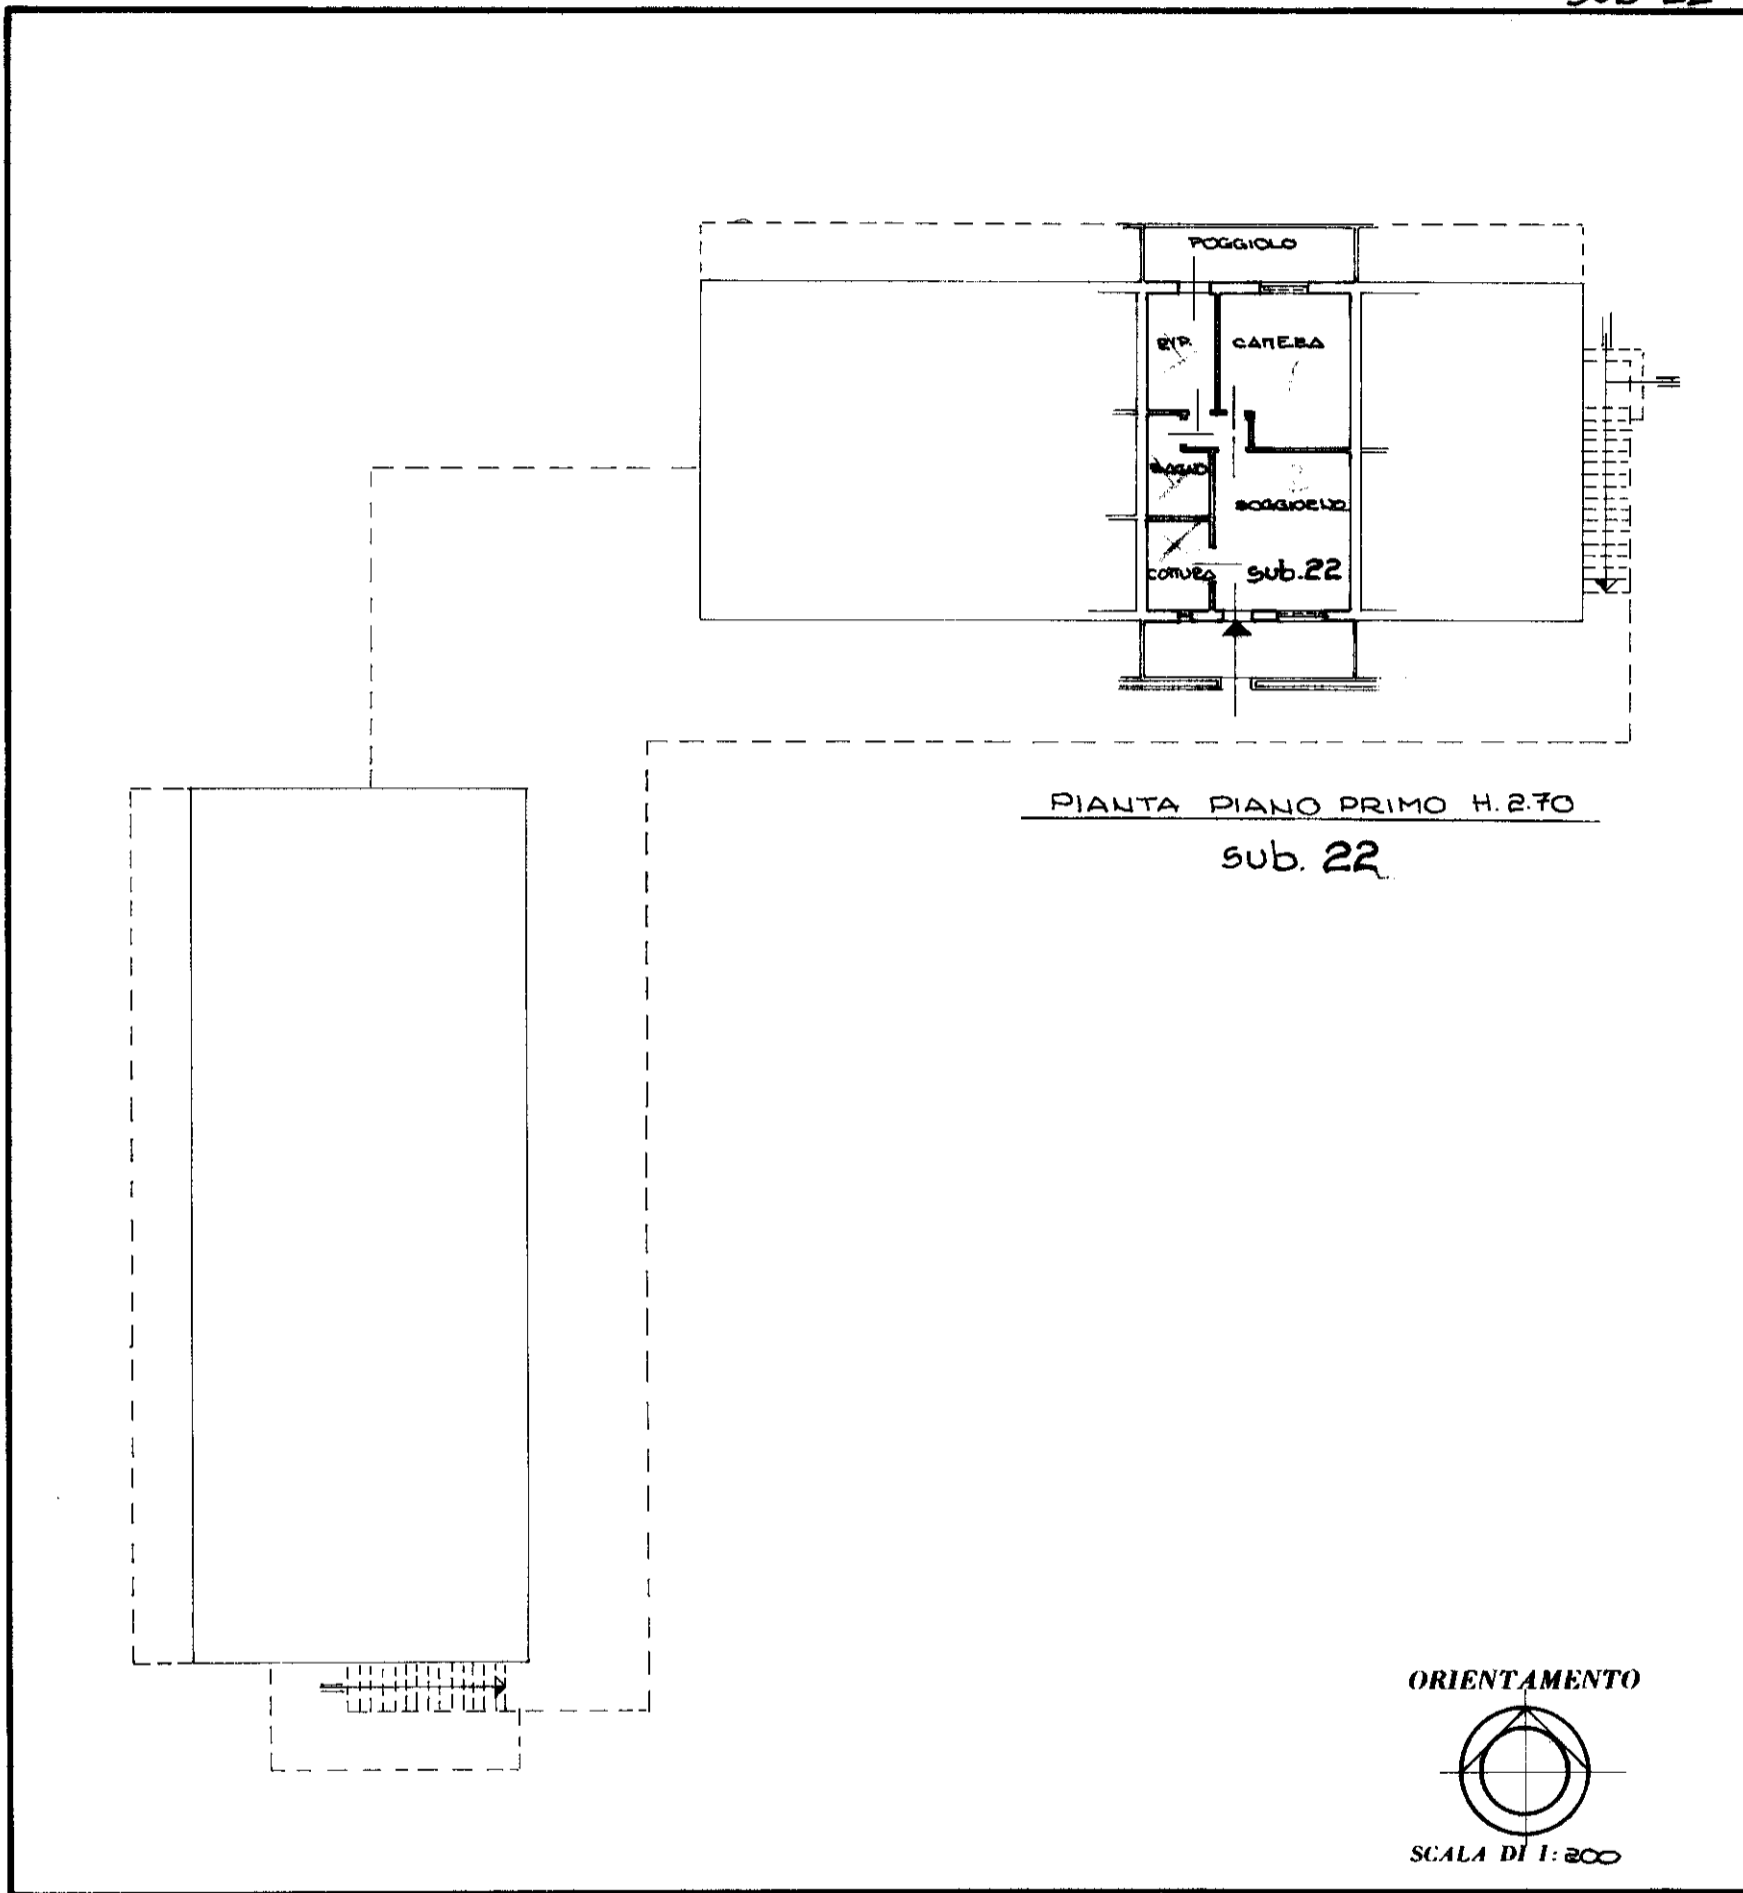 POGGIOLO
RIP.
CAMERA
BAGNO
SOGGIORNO
COTTURA
sub.22
PIANTA PIANO PRIMO H.2.70
sub. 22
ORIENTAMENTO
SCALA DI 1:200